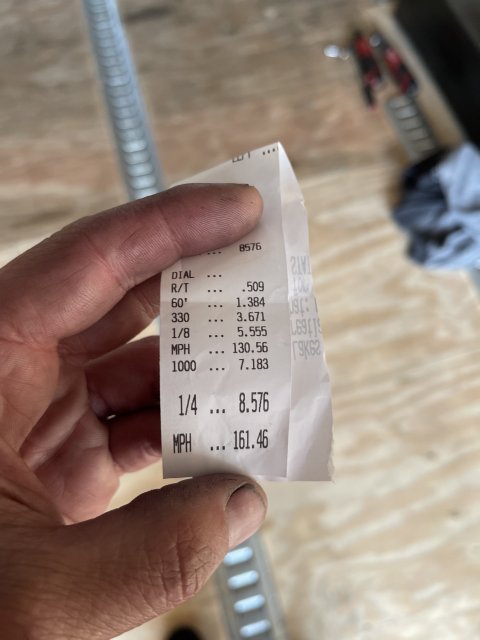 ... 8576
DIAL ...
R/T ... .509
60' ... 1.384
330 ... 3.671
1/8 ... 5.555
MPH ... 130.56
1000 ... 7.183
1/4 ... 8.576
MPH ... 161.46